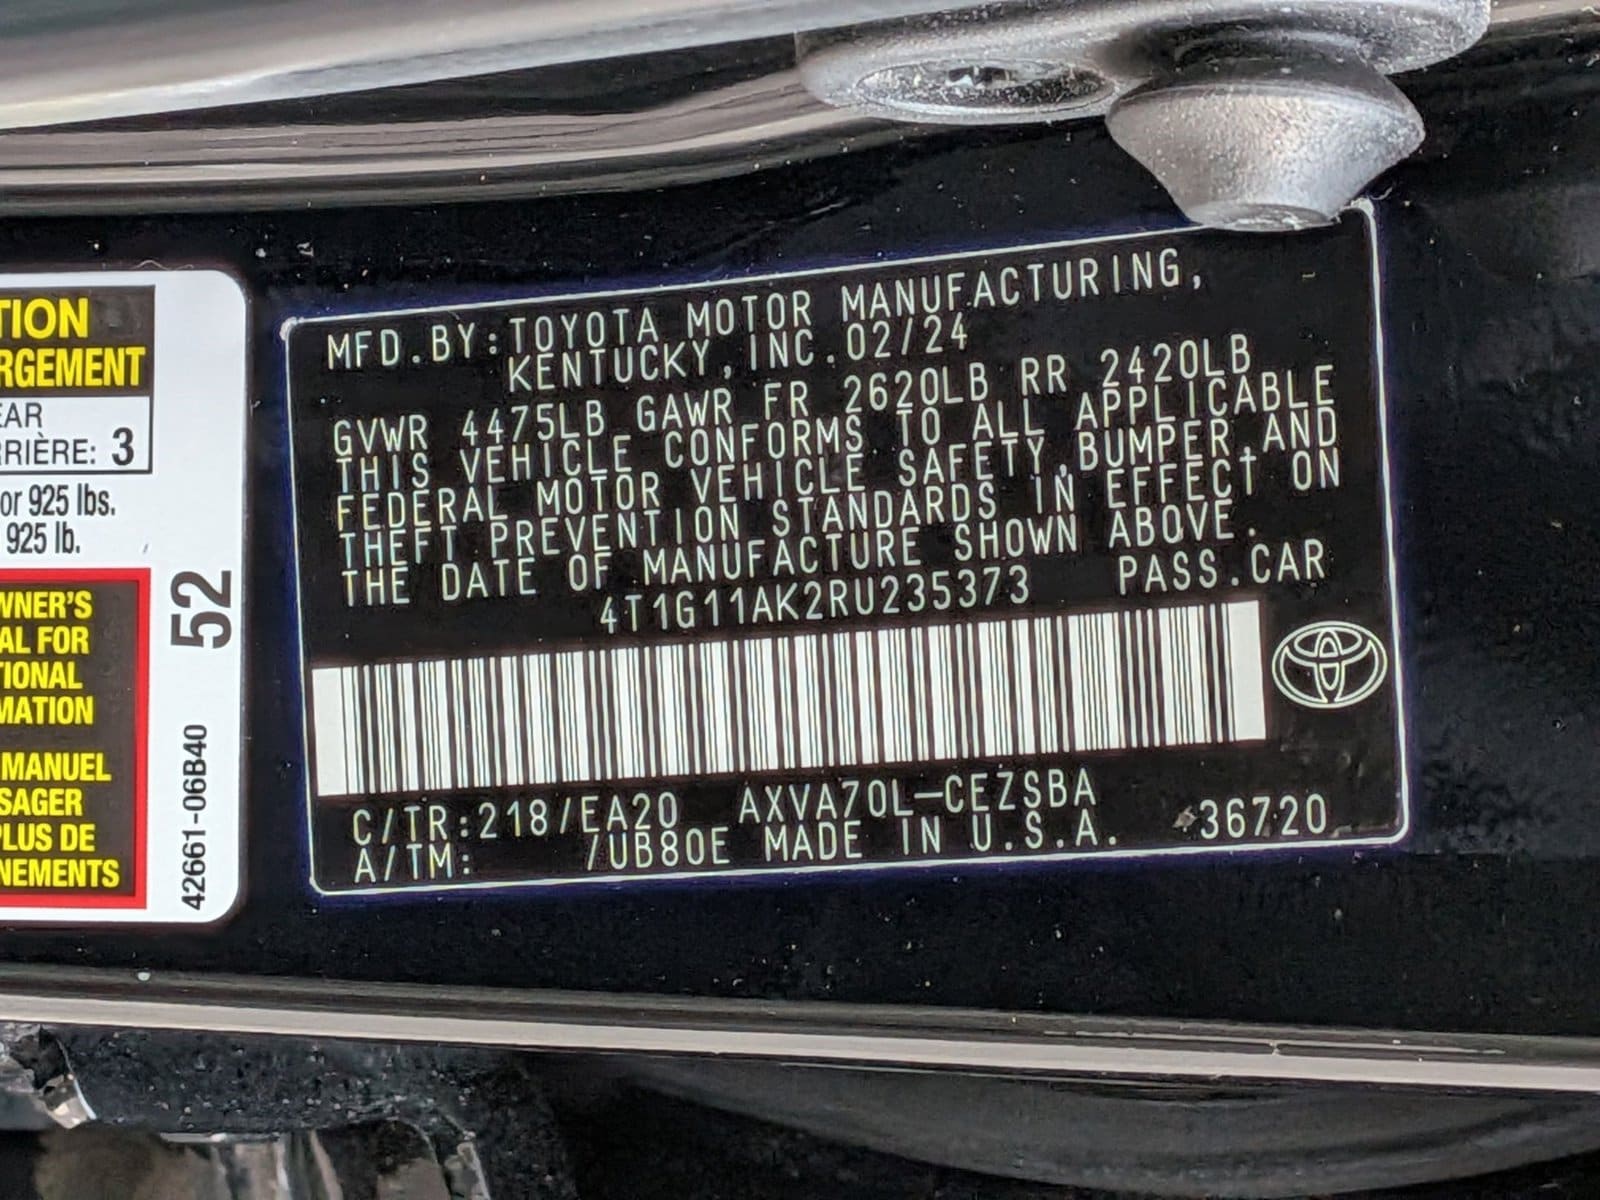 TION
RGEMENT
EAR
RRIÈRE: 3
or 925 lbs.
925 lb.
WNER'S
AL FOR
TIONAL
MATION
MANUEL
SAGER
PLUS DE
NEMENTS
52
42661-06B40
MFD.BY:TOYOTA MOTOR MANUFACTURING,
KENTUCKY,INC.02/24
GVWR 4475LB GAWR FR 2620LB RR 2420LB
THIS VEHICLE CONFORMS TO ALL APPLICABLE
FEDERAL MOTOR VEHICLE SAFETY,BUMPER,AND
THEFT PREVENTION STANDARDS IN EFFECT ON
THE DATE OF MANUFACTURE SHOWN ABOVE.
4T1G11AK2RU235373 PASS.CAR
C/TR:218/EA20 AXVA70L-CEZSBA
A/TM: /UB80E MADE IN U.S.A. 36720